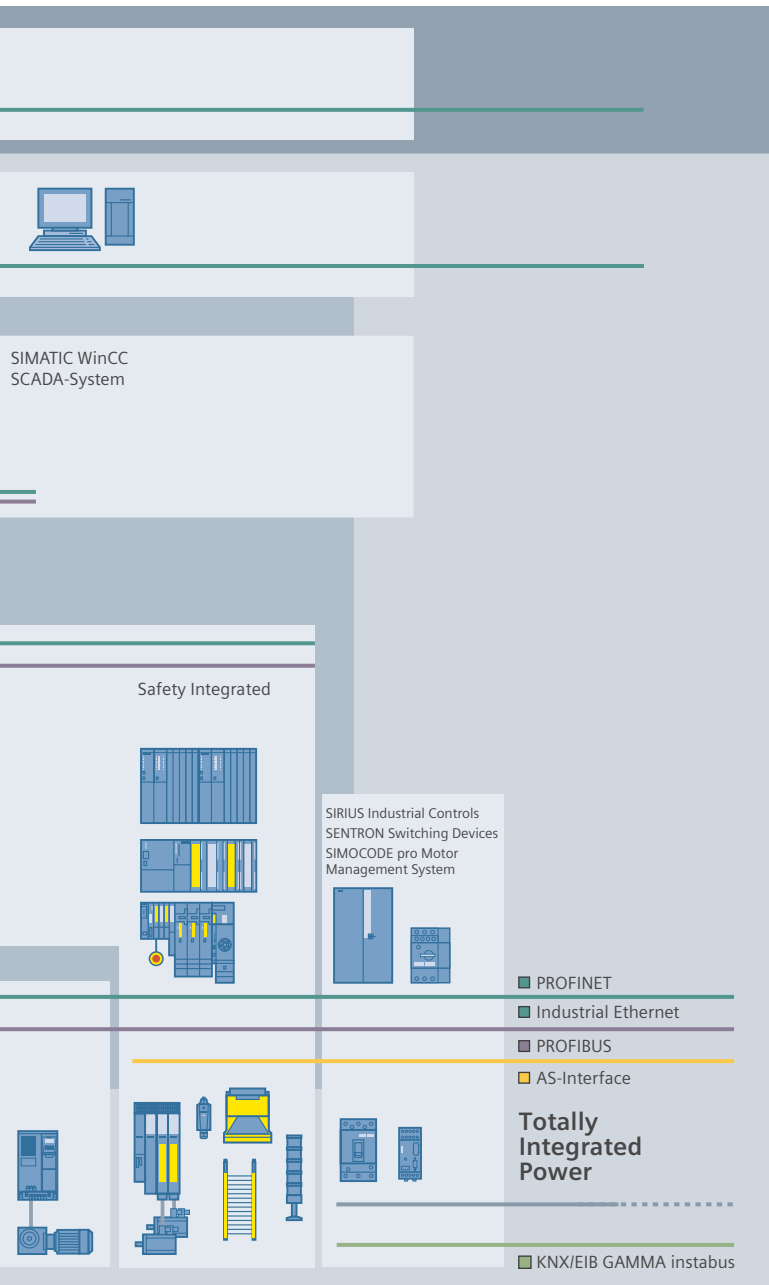 SIMATIC WinCC
SCADA-System
Safety Integrated
SIRIUS Industrial Controls
SENTRON Switching Devices
SIMOCODE pro Motor
Management System
PROFINET
Industrial Ethernet
PROFIBUS
AS-Interface
Totally
Integrated
Power
KNX/EIB GAMMA instabus